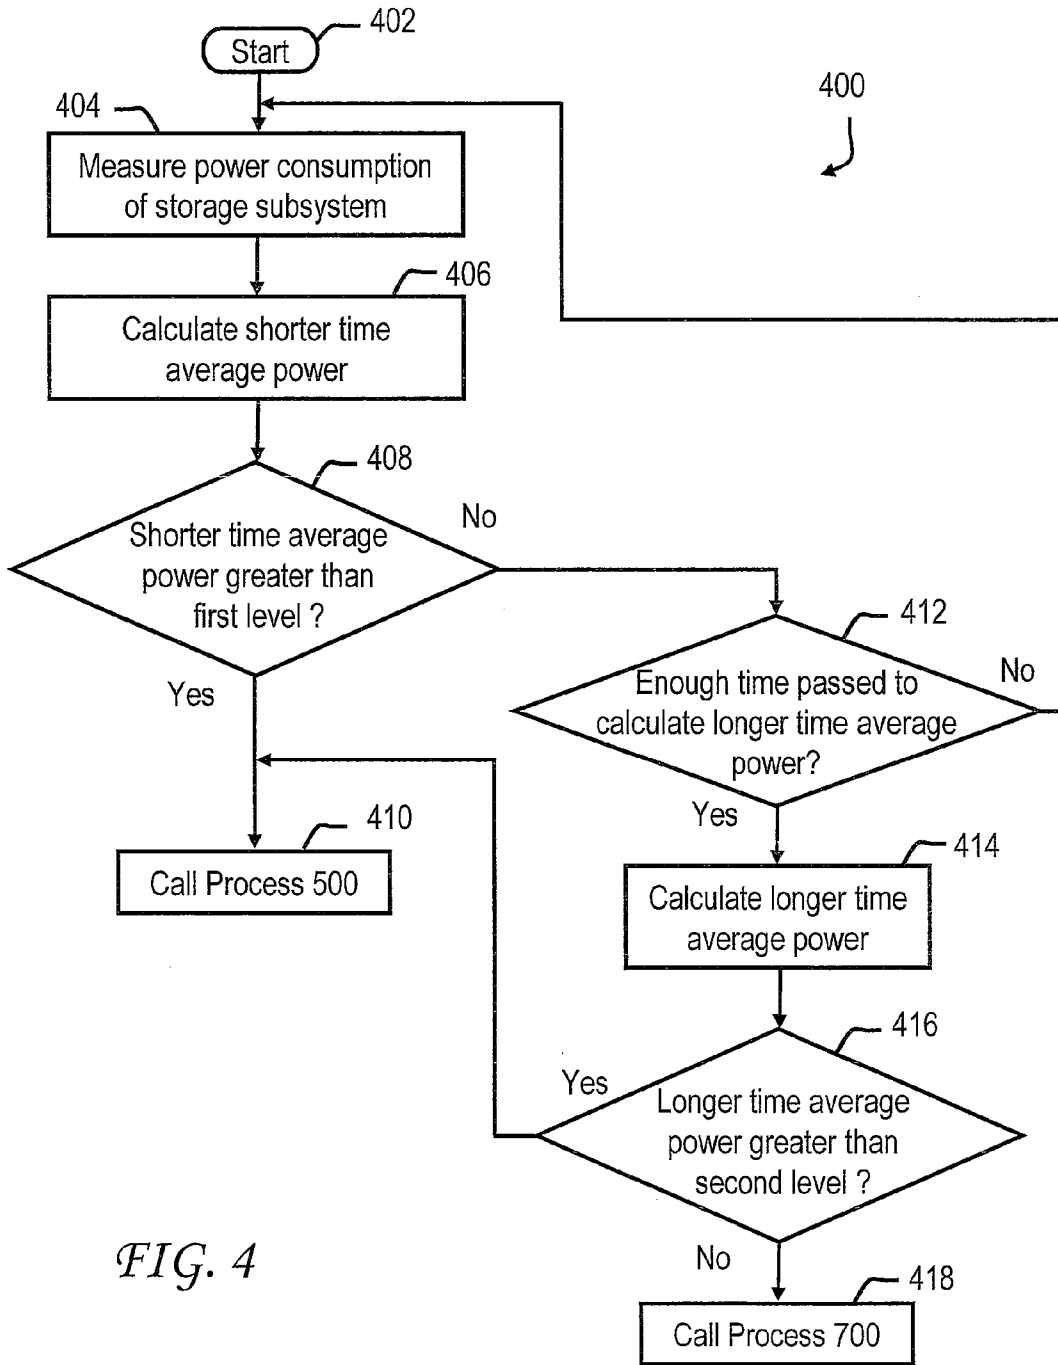 402
Start
400
404
Measure power consumption
of storage subsystem
406
Calculate shorter time
average power
408
Shorter time average
power greater than
first level ?
No
Yes
412
Enough time passed to
calculate longer time average
power?
No
Yes
410
Call Process 500
414
Calculate longer time
average power
416
Yes
Longer time average
power greater than
second level ?
No
418
Call Process 700
FIG. 4